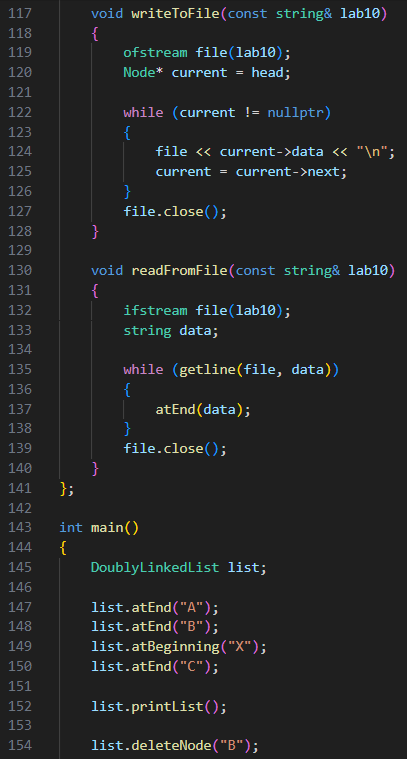 117 void writeToFile(const string& lab10)
118 {
119 ofstream file(lab10);
120 Node* current = head;
121
122 while (current != nullptr)
123 {
124 file << current->data << "\n";
125 current = current->next;
126 }
127 file.close();
128 }
129
130 void readFromFile(const string& lab10)
131 {
132 ifstream file(lab10);
133 string data;
134
135 while (getline(file, data))
136 {
137 atEnd(data);
138 }
139 file.close();
140 }
141 };
142
143 int main()
144 {
145 DoublyLinkedList list;
146
147 list.atEnd("A");
148 list.atEnd("B");
149 list.atBeginning("X");
150 list.atEnd("C");
151
152 list.printList();
153
154 list.deleteNode("B");